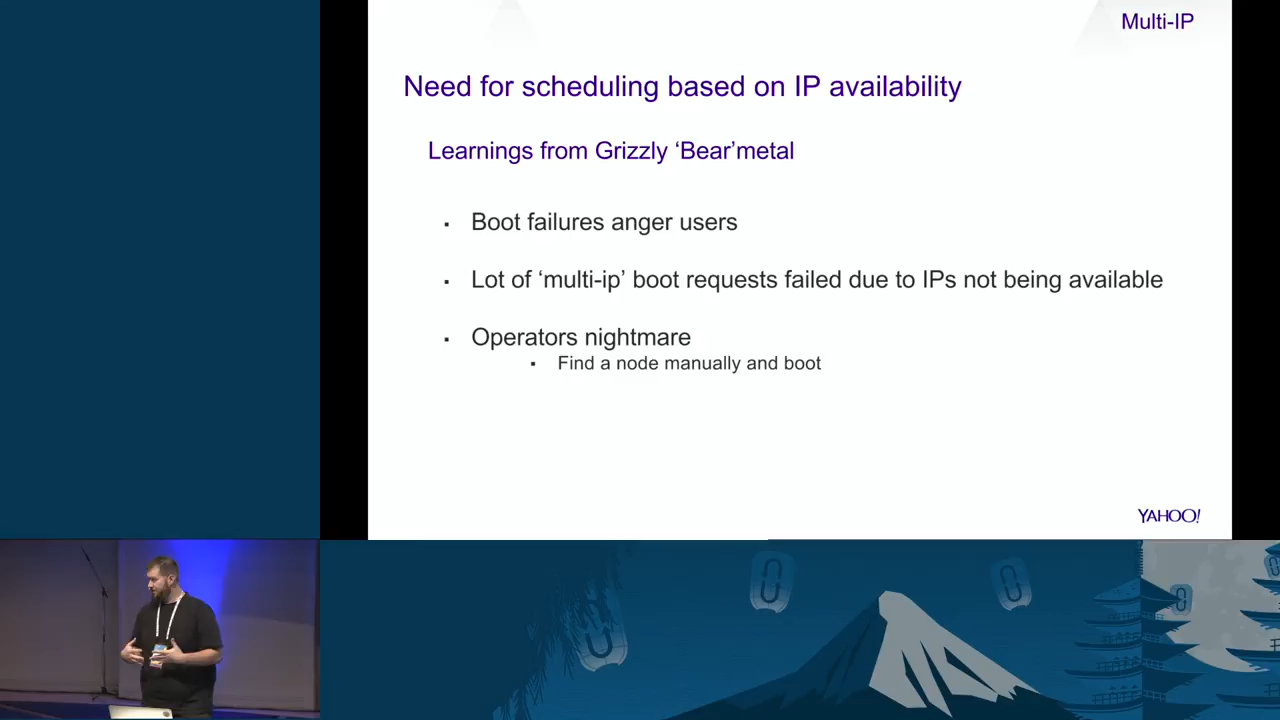 Multi-IP
Need for scheduling based on IP availability
Learnings from Grizzly ‘Bear’metal
▪ Boot failures anger users
▪ Lot of ‘multi-ip’ boot requests failed due to IPs not being available
▪ Operators nightmare
▪ Find a node manually and boot
YAHOO!